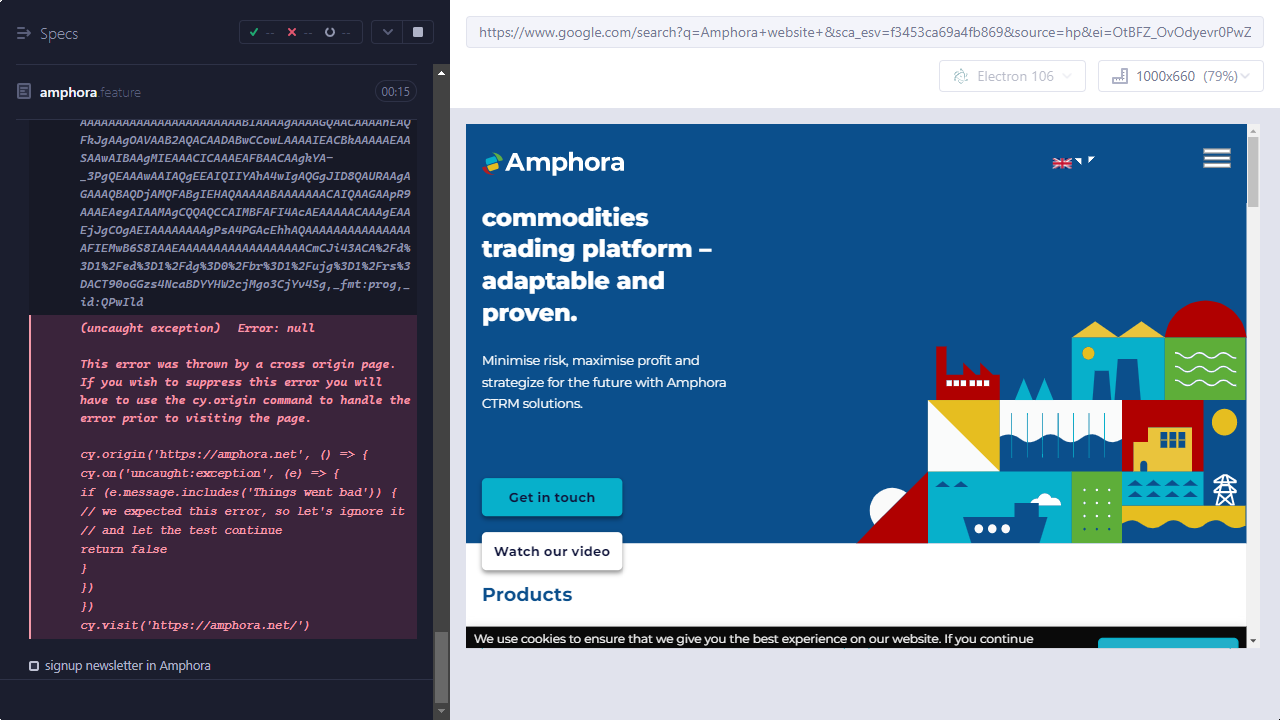 Specs
--
--
--
amphora.feature
00:15
FkJgAAgOAVAAB2AQACAADABwCCowLAAAAIEACBkAAAAAEAA
SAAwAIBAAgMIEAAACICAAAEAFBAACAAgkYA-
_3PgQEAAAwAAIAQgEEAIQIIYAhA4wIgAQGgJID8QAURAAgA
GAAAQBAQDjAMQFABgIEHAQAAAAABAAAAAAACAIQAAGAApR9
AAAEAegAIAAMAgCQQAQCCAIMBFAFI4AcAEAAAAACAAAgEAA
EjJgCOgAEIAAAAAAAAgPsA4PGAcEhhAQAAAAAAAAAAAAAAA
AFIEMwB6S8IAAEAAAAAAAAAAAAAAAAAACmCJi43ACA%2Fd%
3D1%2Fed%3D1%2Fdg%3D0%2Fbr%3D1%2Fujg%3D1%2Frs%3
DACT90oGGzs4NcaBDYYHW2cjMgo3CjYv4Sg,_fmt:prog,_
id:QPwIld
(uncaught exception) Error: null
This error was thrown by a cross origin page.
If you wish to suppress this error you will
have to use the cy.origin command to handle the
error prior to visiting the page.
cy.origin('https://amphora.net', () => {
cy.on('uncaught:exception', (e) => {
if (e.message.includes('Things went bad')) {
// we expected this error, so let's ignore it
// and let the test continue
return false
}
})
})
cy.visit('https://amphora.net/')
signup newsletter in Amphora
https://www.google.com/search?q=Amphora+website+&sca_esv=f3453ca69a4fb869&source=hp&ei=OtBFZ_OvOdyevr0PwZ
Electron 106
1000x660 (79%)
Amphora
commodities
trading platform –
adaptable and
proven.
Minimise risk, maximise profit and
strategize for the future with Amphora
CTRM solutions.
Get in touch
Watch our video
Products
We use cookies to ensure that we give you the best experience on our website. If you continue